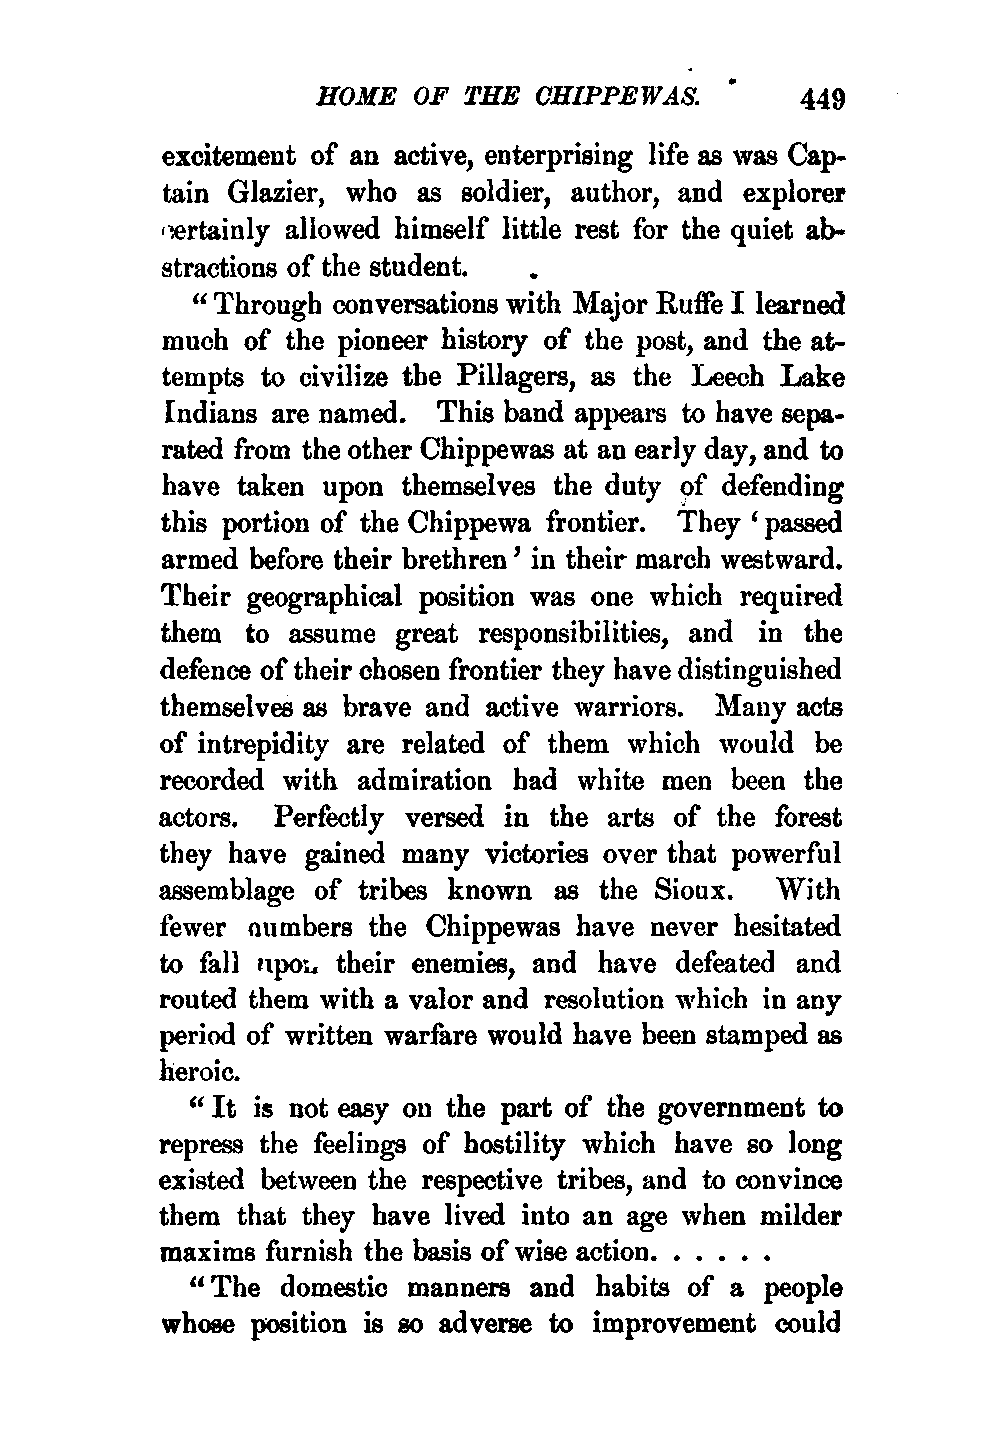 HOME OF THE CHIPPEWAS. 449
excitement of an active, enterprising life as was Cap-
tain Glazier, who as soldier, author, and explorer
certainly allowed himself little rest for the quiet ab-
stractions of the student.
“Through conversations with Major Ruffe I learned
much of the pioneer history of the post, and the at-
tempts to civilize the Pillagers, as the Leech Lake
Indians are named. This band appears to have sepa-
rated from the other Chippewas at an early day, and to
have taken upon themselves the duty of defending
this portion of the Chippewa frontier. They ‘passed
armed before their brethren’ in their march westward.
Their geographical position was one which required
them to assume great responsibilities, and in the
defence of their chosen frontier they have distinguished
themselves as brave and active warriors. Many acts
of intrepidity are related of them which would be
recorded with admiration had white men been the
actors. Perfectly versed in the arts of the forest
they have gained many victories over that powerful
assemblage of tribes known as the Sioux. With
fewer numbers the Chippewas have never hesitated
to fall upon their enemies, and have defeated and
routed them with a valor and resolution which in any
period of written warfare would have been stamped as
heroic.
“It is not easy on the part of the government to
repress the feelings of hostility which have so long
existed between the respective tribes, and to convince
them that they have lived into an age when milder
maxims furnish the basis of wise action. . . . . . .
“The domestic manners and habits of a people
whose position is so adverse to improvement could